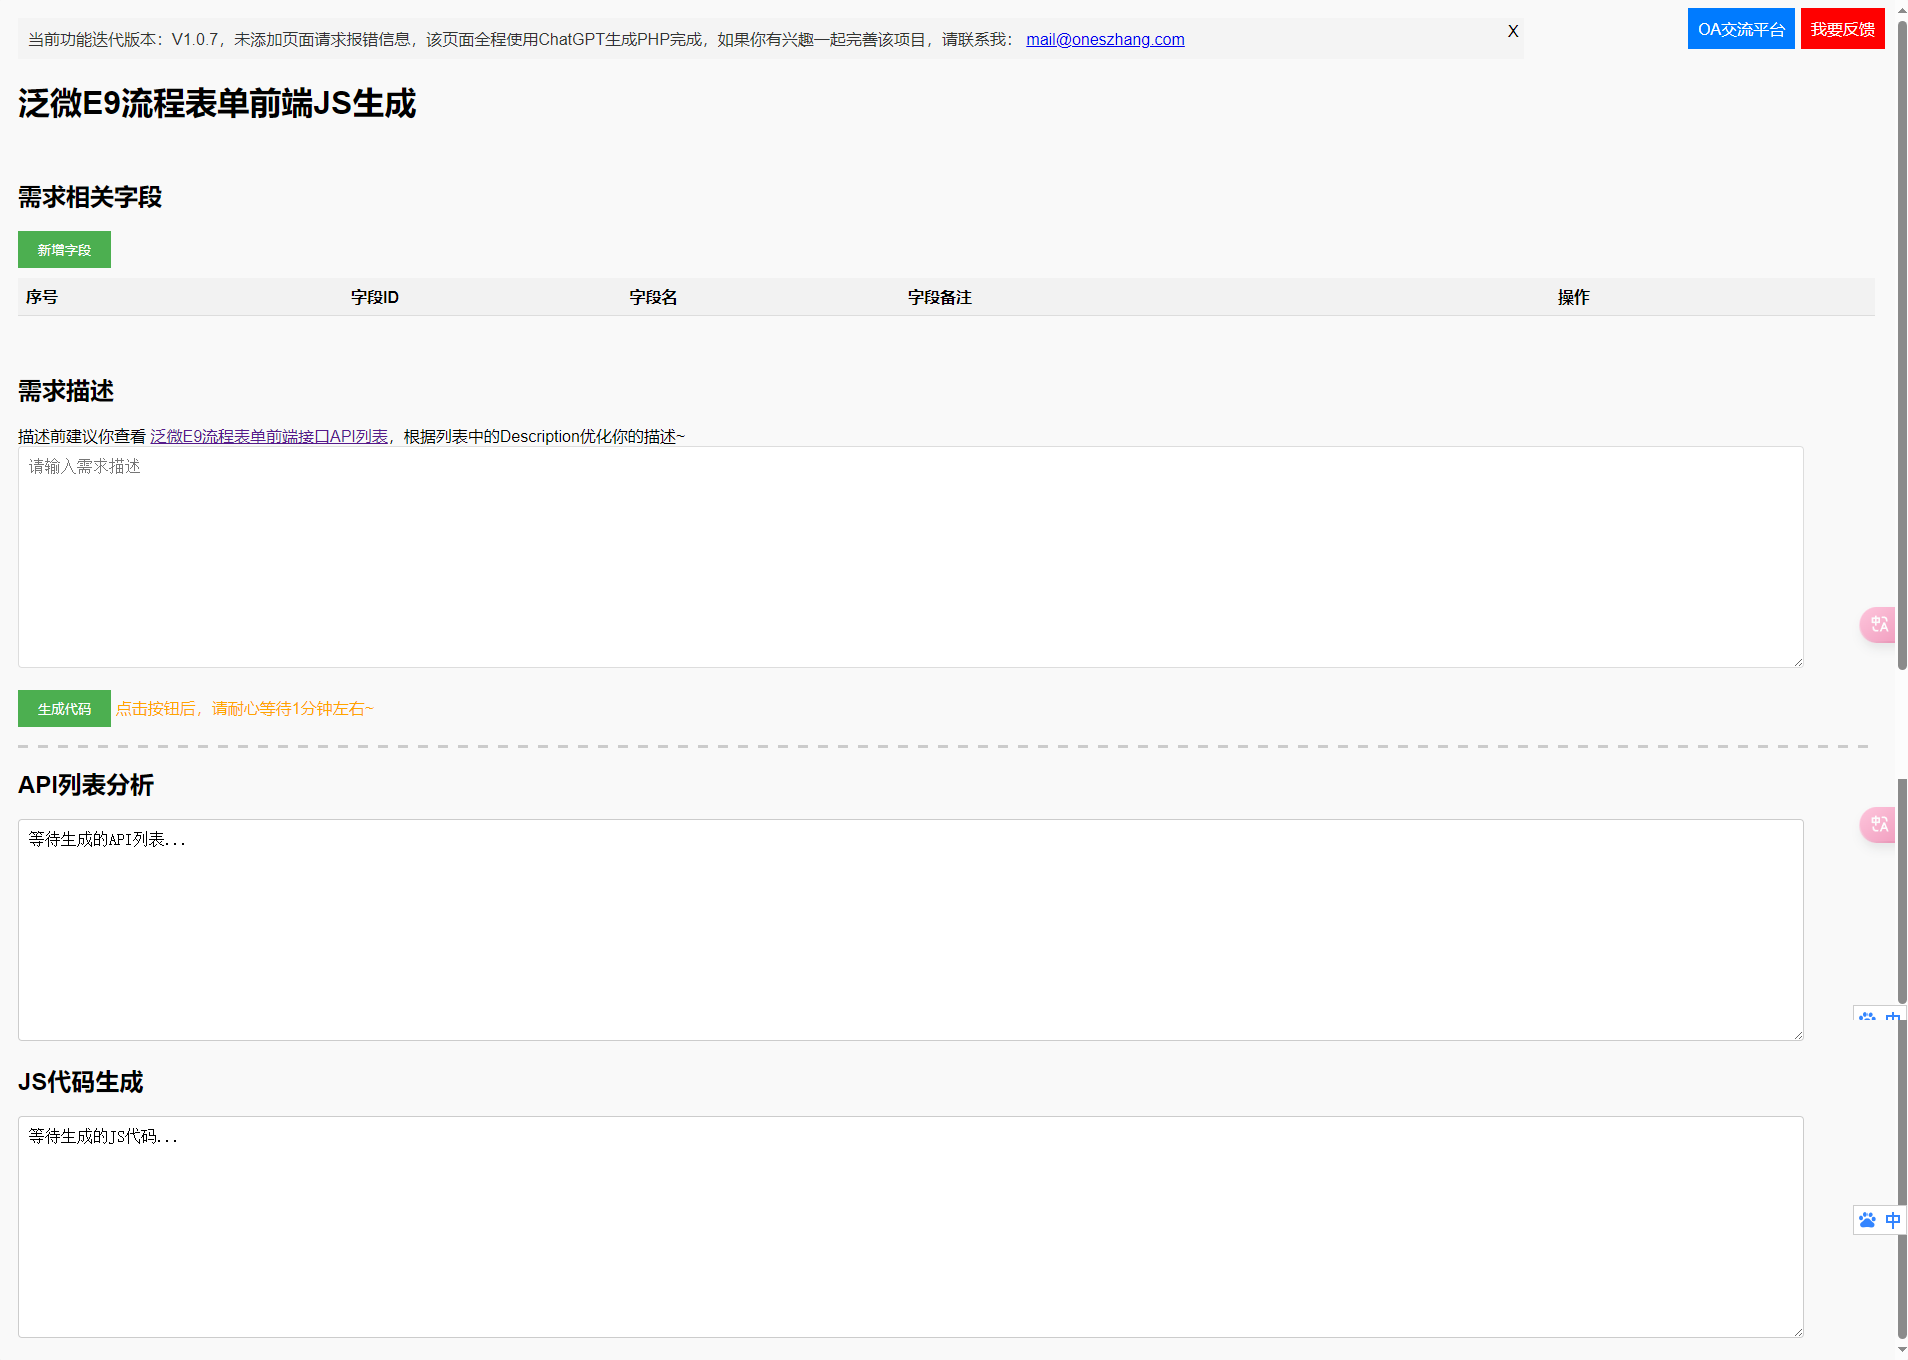 当前功能迭代版本：V1.0.7，未添加页面请求报错信息，该页面全程使用ChatGPT生成PHP完成，如果你有兴趣一起完善该项目，请联系我： mail@oneszhang.com
X
OA交流平台
我要反馈
泛微E9流程表单前端JS生成
需求相关字段
新增字段
序号 字段ID 字段名 字段备注 操作
需求描述
描述前建议你查看 泛微E9流程表单前端接口API列表，根据列表中的Description优化你的描述~
请输入需求描述
中A
生成代码 点击按钮后，请耐心等待1分钟左右~
API列表分析
等待生成的API列表...
中A
中
JS代码生成
等待生成的JS代码...
中